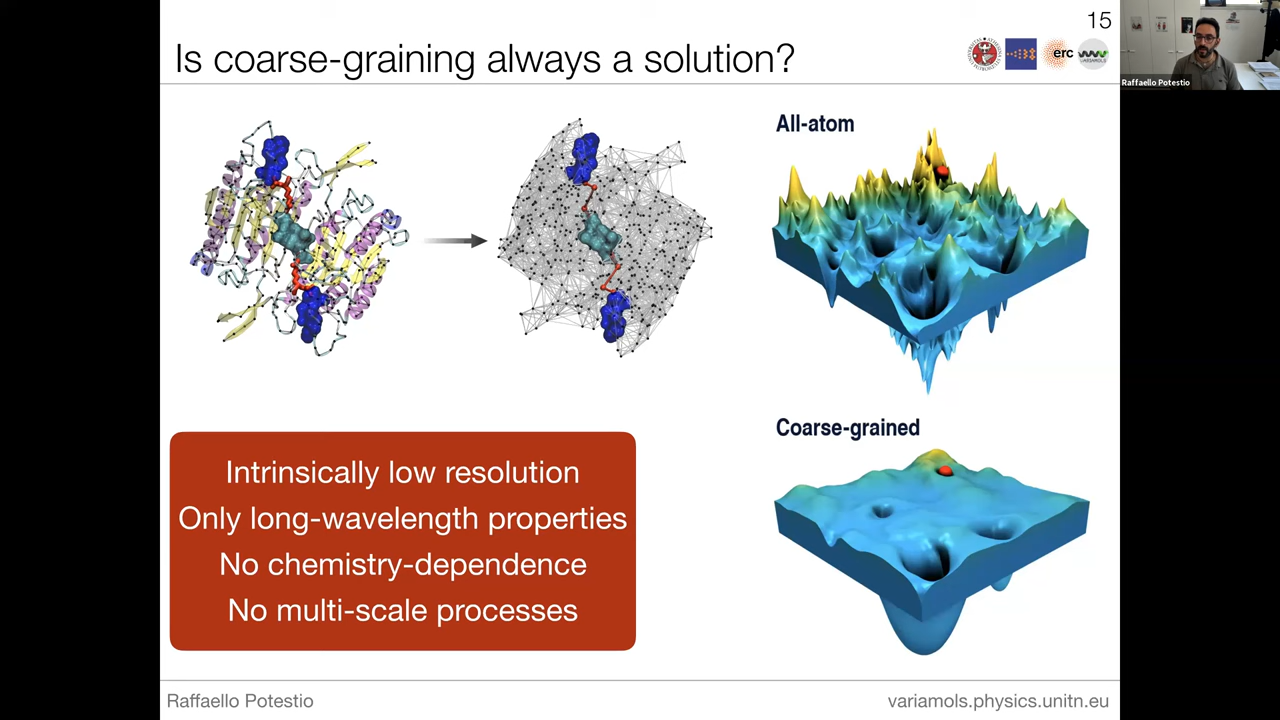 15
Is coarse-graining always a solution?
erc
Raffaello Potestio
All-atom
Coarse-grained
Intrinsically low resolution
Only long-wavelength properties
No chemistry-dependence
No multi-scale processes
Raffaello Potestio
variamols.physics.unitn.eu